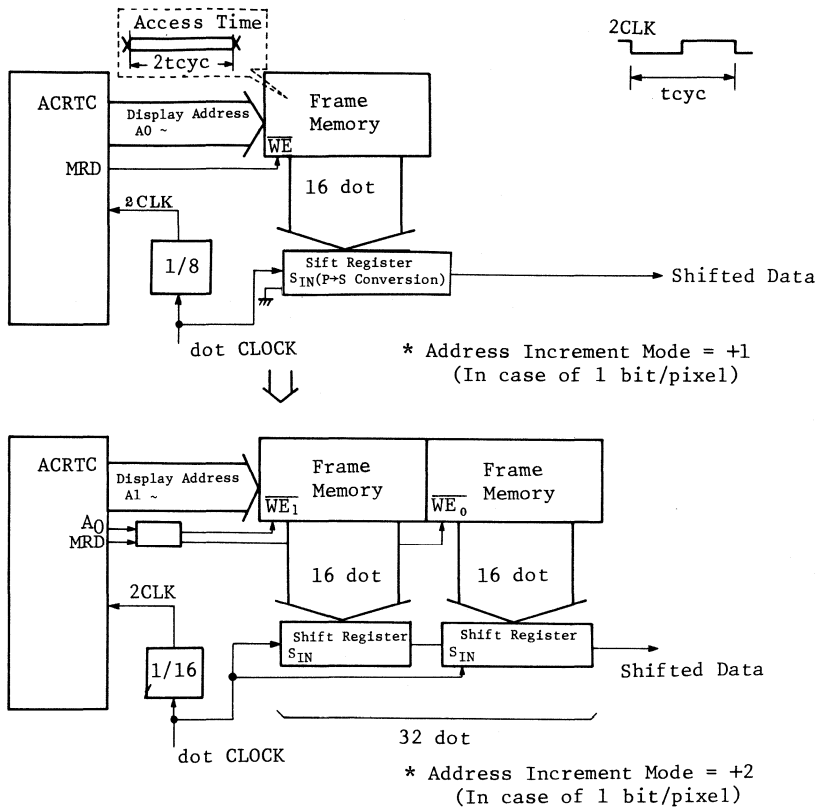 Access Time
2tcyc
2CLK
tcyc
ACRTC
Display Address
A0 ~
Frame
Memory
WE
MRD
16 dot
2CLK
1/8
Sift Register
SIN(P→S Conversion)
Shifted Data
dot CLOCK
* Address Increment Mode = +1
(In case of 1 bit/pixel)
ACRTC
Display Address
A1 ~
Frame
Memory
WE1
Frame
Memory
WE0
A0
MRD
16 dot
16 dot
2CLK
1/16
Shift Register
SIN
Shift Register
SIN
Shifted Data
dot CLOCK
32 dot
* Address Increment Mode = +2
(In case of 1 bit/pixel)